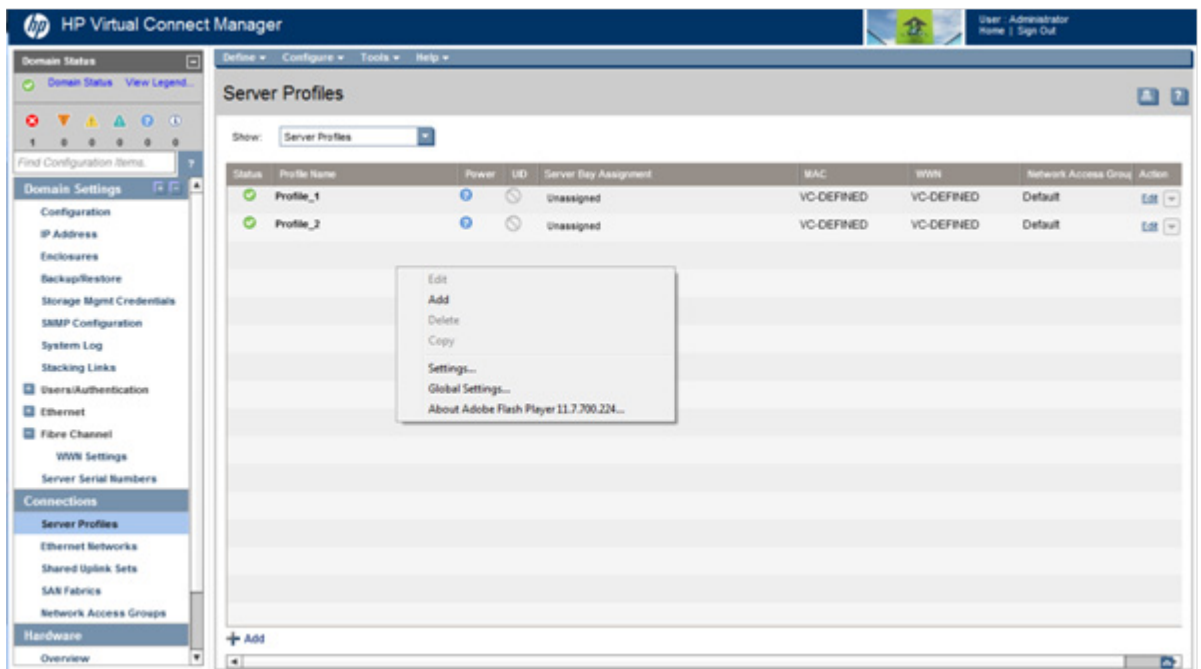 hp HP Virtual Connect Manager
User : Administrator
Home | Sign Out
Domain Status
Domain Status View Legend...
1 0 0 0 0 0
Find Configuration Items. ?
Domain Settings
Configuration
IP Address
Enclosures
Backup/Restore
Storage Mgmt Credentials
SNMP Configuration
System Log
Stacking Links
Users/Authentication
Ethernet
Fibre Channel
WWN Settings
Server Serial Numbers
Connections
Server Profiles
Ethernet Networks
Shared Uplink Sets
SAN Fabrics
Network Access Groups
Hardware
Overview
Define Configure Tools Help
Server Profiles
?
Show: Server Profiles
Status Profile Name Power UID Server Bay Assignment MAC WWN Network Access Group Action
Profile_1 ? Unassigned VC-DEFINED VC-DEFINED Default Edit
Profile_2 ? Unassigned VC-DEFINED VC-DEFINED Default Edit
Edit
Add
Delete
Copy
Settings...
Global Settings...
About Adobe Flash Player 11.7.700.224...
+ Add